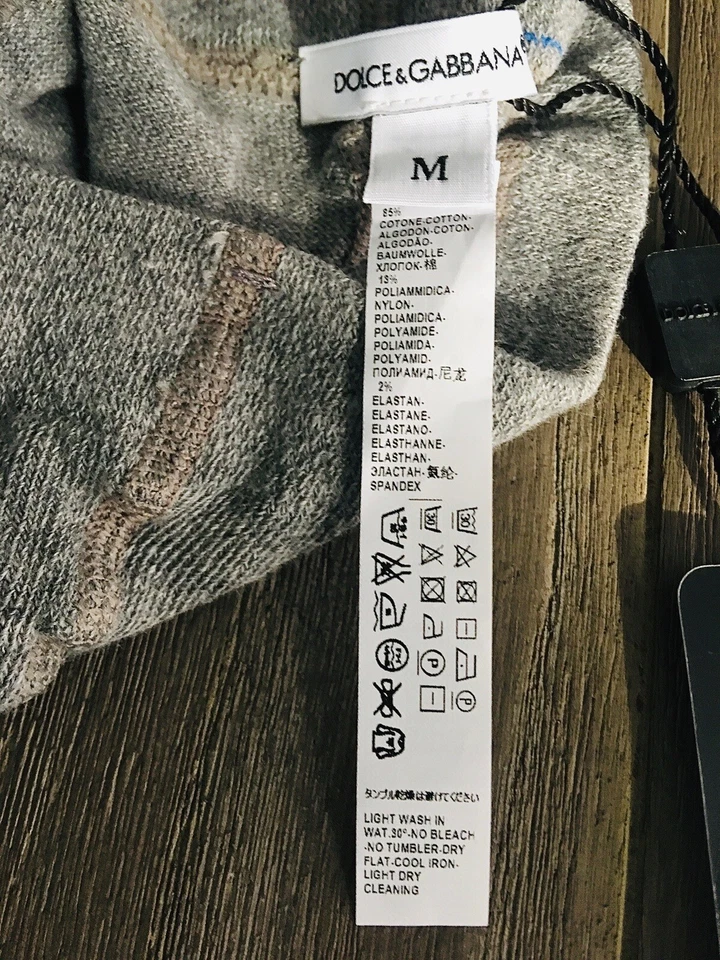 DOLCE & GABBANA
M
85%
COTONE-COTTON-
ALGODON-COTON-
ALGODÃO-
BAUMWOLLE-
ХЛОПОК-棉
13%
POLIAMMIDICA-
NYLON-
POLIAMIDICA-
POLYAMIDE-
POLIAMIDA-
POLYAMID-
ПОЛИАМИД-尼龙
2%
ELASTAN-
ELASTANE-
ELASTANO-
ELASTHANNE-
ELASTHAN-
ЭЛАСТАН-氨纶-
SPANDEX
30 30
P
P
タンブル乾燥は避けてください
LIGHT WASH IN
WAT.30°-NO BLEACH
-NO TUMBLER-DRY
FLAT-COOL IRON-
LIGHT DRY
CLEANING